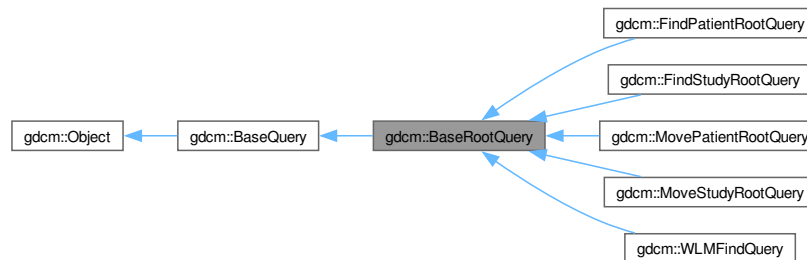 gdcm::FindPatientRootQuery
gdcm::FindStudyRootQuery
gdcm::Object
gdcm::BaseQuery
gdcm::BaseRootQuery
gdcm::MovePatientRootQuery
gdcm::MoveStudyRootQuery
gdcm::WLMFindQuery